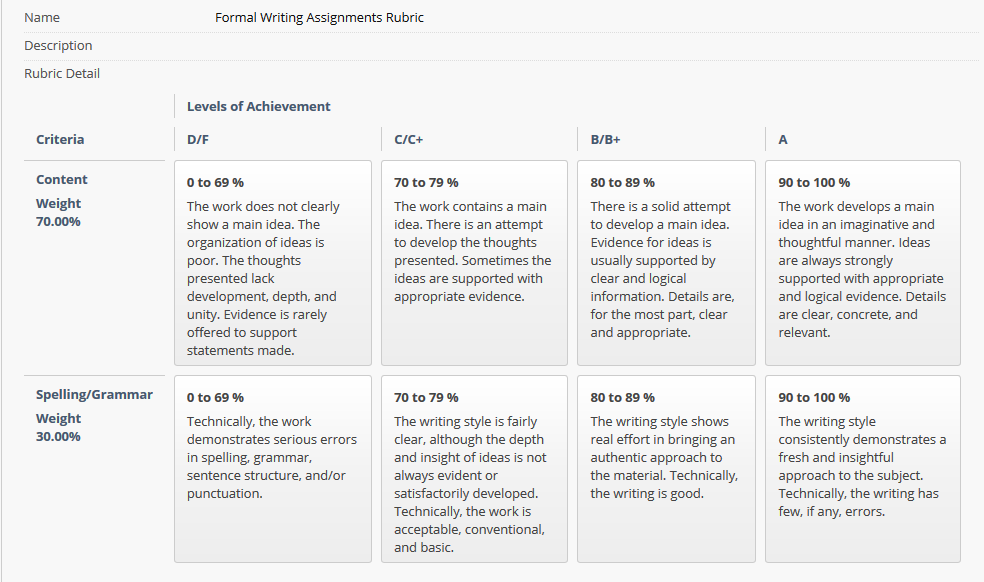 Name Formal Writing Assignments Rubric
Description
Rubric Detail
Levels of Achievement
Criteria D/F C/C+ B/B+ A
Content
Weight
70.00%
0 to 69 %
The work does not clearly
show a main idea. The
organization of ideas is
poor. The thoughts
presented lack
development, depth, and
unity. Evidence is rarely
offered to support
statements made.
70 to 79 %
The work contains a main
idea. There is an attempt
to develop the thoughts
presented. Sometimes the
ideas are supported with
appropriate evidence.
80 to 89 %
There is a solid attempt
to develop a main idea.
Evidence for ideas is
usually supported by
clear and logical
information. Details are,
for the most part, clear
and appropriate.
90 to 100 %
The work develops a main
idea in an imaginative and
thoughtful manner. Ideas
are always strongly
supported with appropriate
and logical evidence. Details
are clear, concrete, and
relevant.
Spelling/Grammar
Weight
30.00%
0 to 69 %
Technically, the work
demonstrates serious errors
in spelling, grammar,
sentence structure, and/or
punctuation.
70 to 79 %
The writing style is fairly
clear, although the depth
and insight of ideas is not
always evident or
satisfactorily developed.
Technically, the work is
acceptable, conventional,
and basic.
80 to 89 %
The writing style shows
real effort in bringing an
authentic approach to
the material. Technically,
the writing is good.
90 to 100 %
The writing style
consistently demonstrates a
fresh and insightful
approach to the subject.
Technically, the writing has
few, if any, errors.